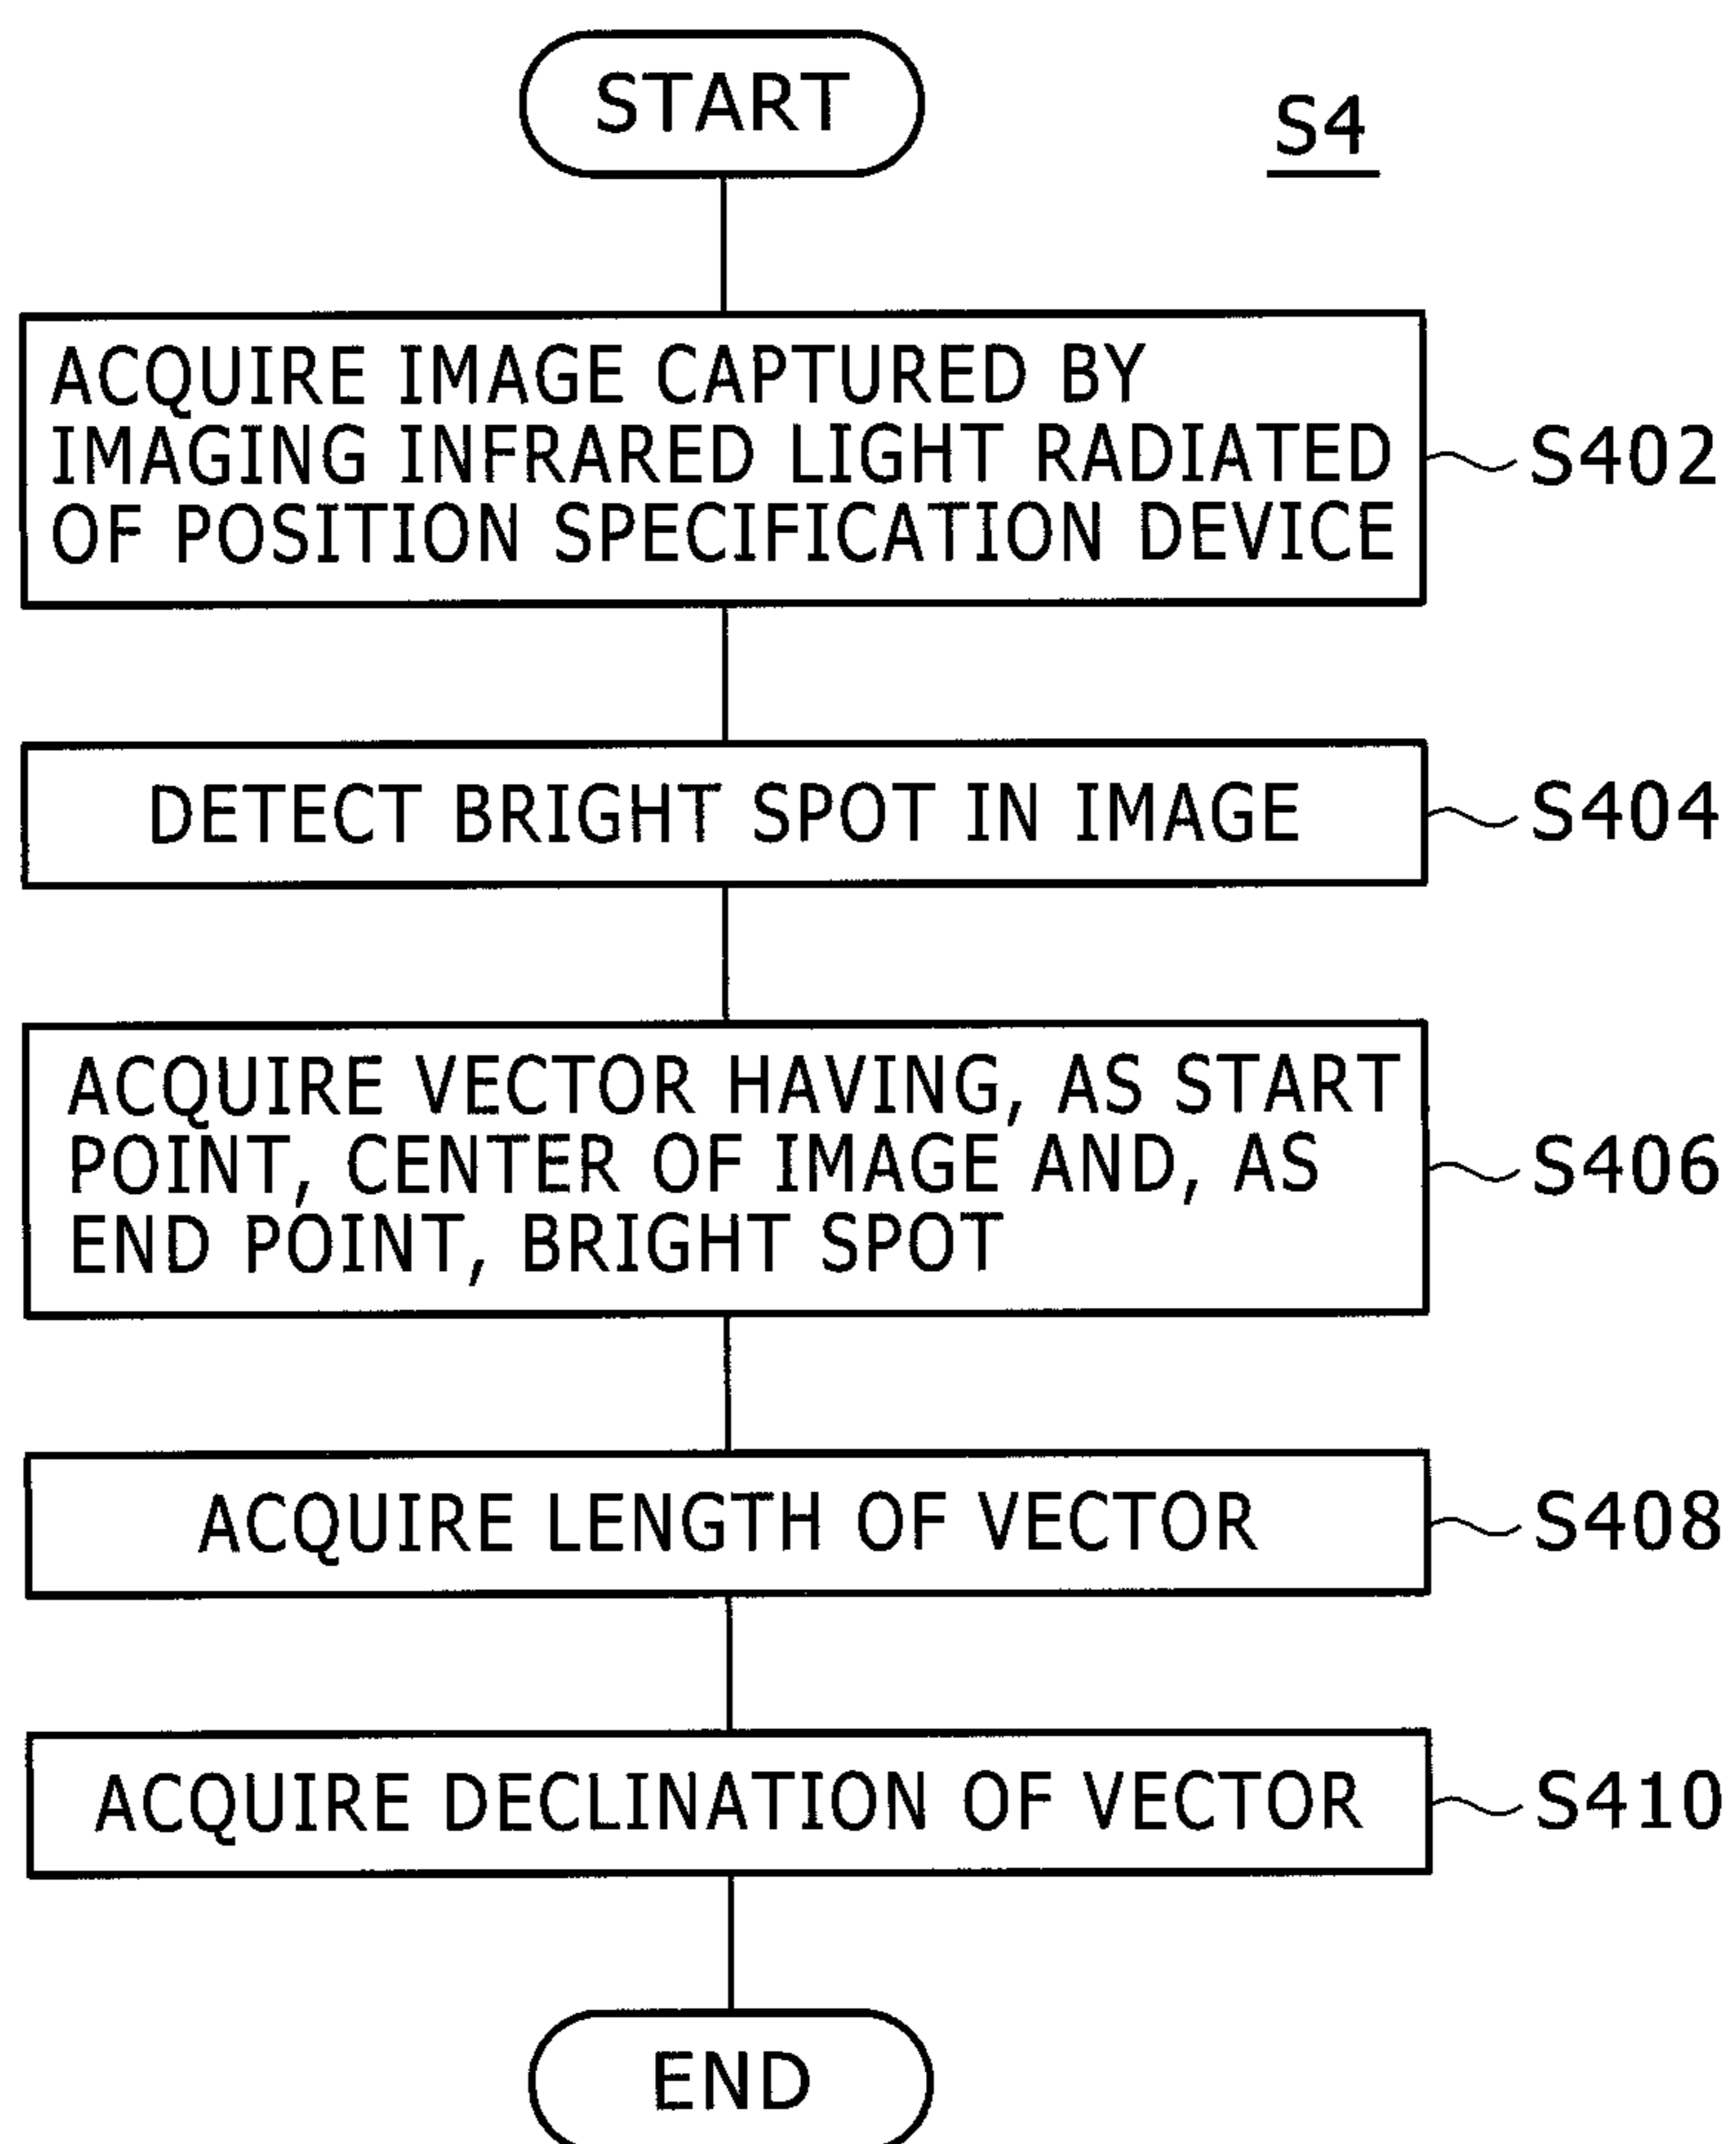 START
S4
ACQUIRE IMAGE CAPTURED BY
IMAGING INFRARED LIGHT RADIATED
OF POSITION SPECIFICATION DEVICE
S402
DETECT BRIGHT SPOT IN IMAGE
S404
ACQUIRE VECTOR HAVING, AS START
POINT, CENTER OF IMAGE AND, AS
END POINT, BRIGHT SPOT
S406
ACQUIRE LENGTH OF VECTOR
S408
ACQUIRE DECLINATION OF VECTOR
S410
END